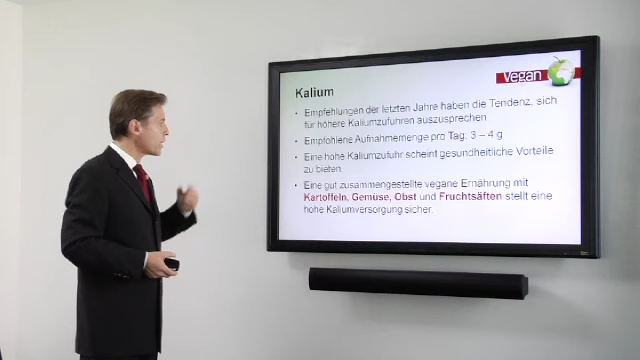 Vegan
Kalium
• Empfehlungen der letzten Jahre haben die Tendenz, sich
für höhere Kaliumzufuhren auszusprechen
• Empfohlene Aufnahmemenge pro Tag: 3 – 4 g
• Eine hohe Kaliumzufuhr scheint gesundheitliche Vorteile
zu bieten.
• Eine gut zusammengestellte vegane Ernährung mit
Kartoffeln, Gemüse, Obst und Fruchtsäften stellt eine
hohe Kaliumversorgung sicher.